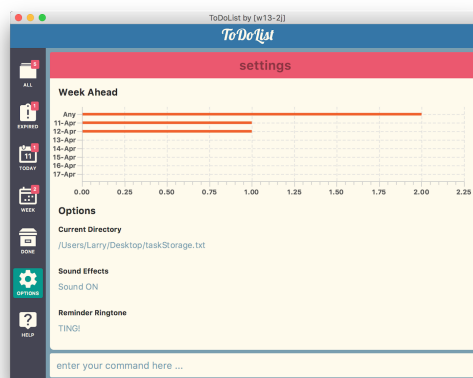 ToDoList by [w13-2j]
ToDoList
settings
5
ALL
1
EXPIRED
1
11
TODAY
3
WEEK
DONE
OPTIONS
HELP
Week Ahead
Any
11-Apr
12-Apr
13-Apr
14-Apr
15-Apr
16-Apr
17-Apr
0.00 0.25 0.50 0.75 1.00 1.25 1.50 1.75 2.00 2.25
Options
Current Directory
/Users/Larry/Desktop/taskStorage.txt
Sound Effects
Sound ON
Reminder Ringtone
TING!
enter your command here ...